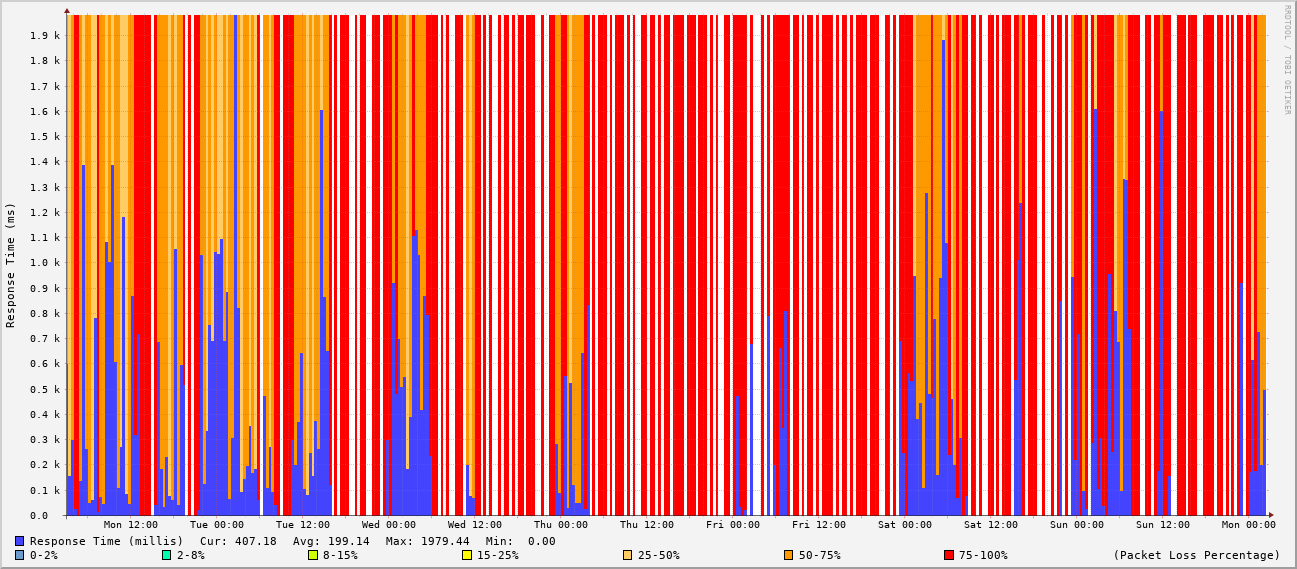 RRDTOOL / TOBI OETIKER
Response Time (ms)
1.9 k
1.8 k
1.7 k
1.6 k
1.5 k
1.4 k
1.3 k
1.2 k
1.1 k
1.0 k
0.9 k
0.8 k
0.7 k
0.6 k
0.5 k
0.4 k
0.3 k
0.2 k
0.1 k
0.0
Mon 12:00 Tue 00:00 Tue 12:00 Wed 00:00 Wed 12:00 Thu 00:00 Thu 12:00 Fri 00:00 Fri 12:00 Sat 00:00 Sat 12:00 Sun 00:00 Sun 12:00 Mon 00:00
Response Time (millis) Cur: 407.18 Avg: 199.14 Max: 1979.44 Min: 0.00
0-2% 2-8% 8-15% 15-25% 25-50% 50-75% 75-100% (Packet Loss Percentage)